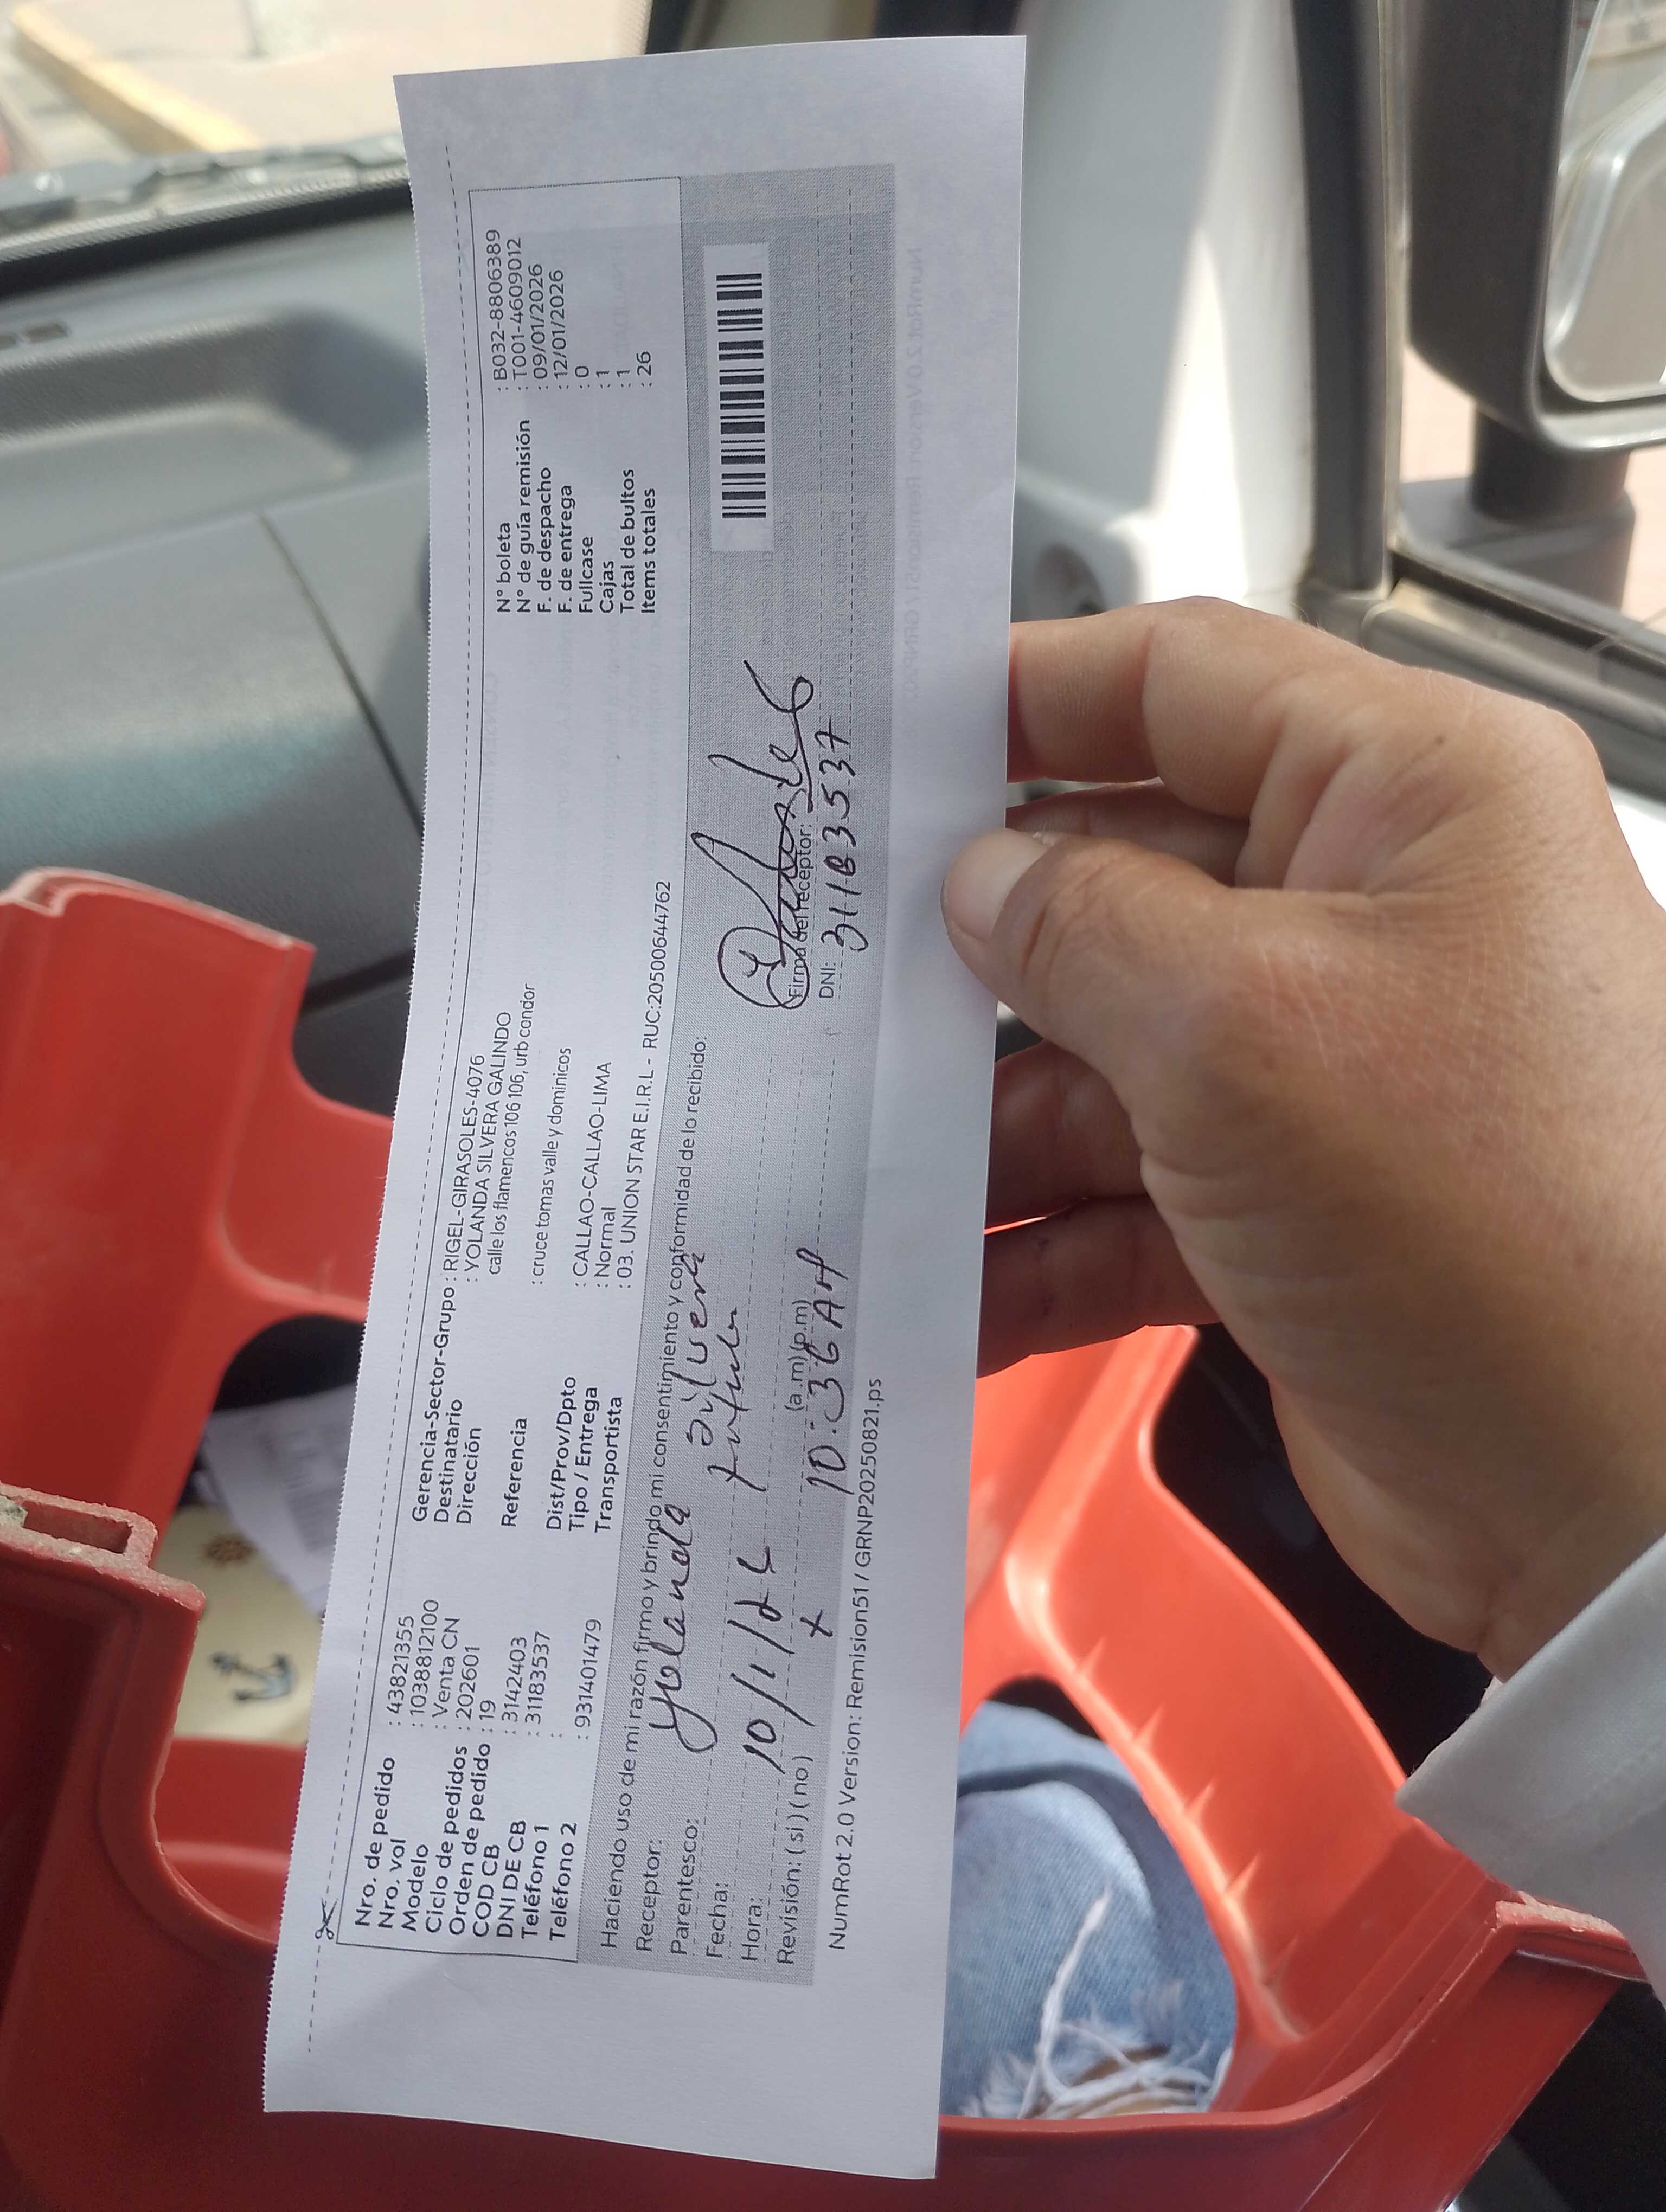 Nro. de pedido : 43821355
Nro. vol : 1038812100
Modelo : Venta CN
Ciclo de pedidos : 202601
Orden de pedido : 19
COD CB : 3142403
DNI DE CB : 31183537
Teléfono 1 :
Teléfono 2 : 931401479
Gerencia-Sector-Grupo : RIGEL-GIRASOLES-4076
Destinatario : YOLANDA SILVERA GALINDO
Dirección calle los flamencos 106 106, urb condor
Referencia : cruce tomas valle y dominicos
Dist/Prov/Dpto : CALLAO-CALLAO-LIMA
Tipo / Entrega : Normal
Transportista : 03. UNION STAR E.I.R.L - RUC:20500644762
N° boleta : B032-8806389
N° de guía remisión : T001-4609012
F. de despacho : 09/01/2026
F. de entrega : 12/01/2026
Fullcase : 0
Cajas : 1
Total de bultos : 1
Items totales : 26
Haciendo uso de mi razón firmo y brindo mi consentimiento y conformidad de lo recibido:
Receptor: Yolanda Silvera
Parentesco:
Fecha: 10/1/26
Hora: (a.m) (p.m) 10:36 AM
Revisión: (si) (no) x
Firma del receptor:
DNI: 31183537
NumRot 2.0 Version: Remision51 / GRNP20250821.ps